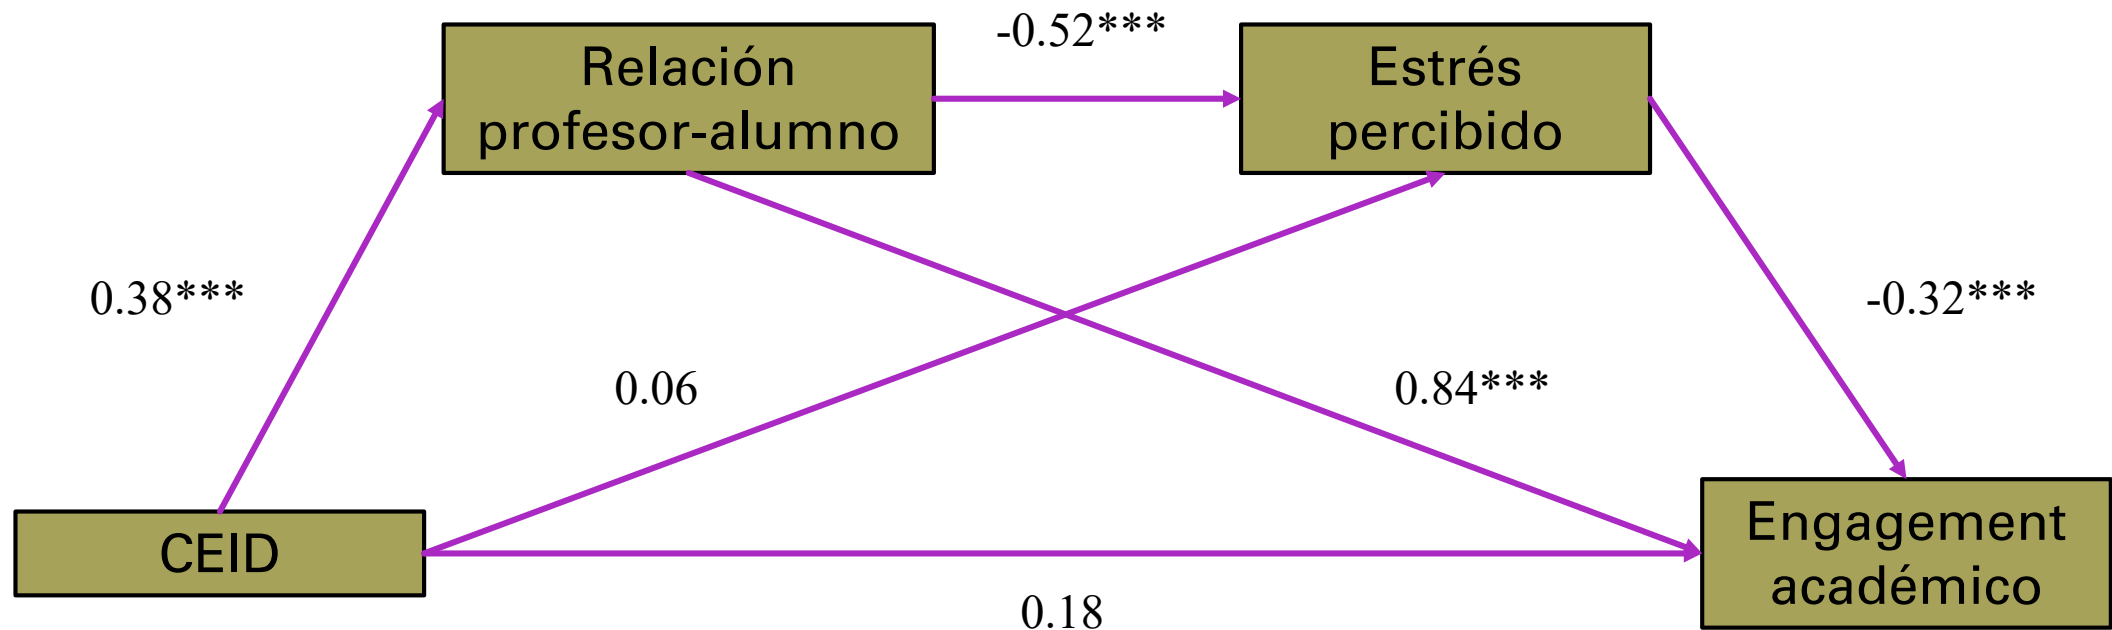 -0.52***
Relación
profesor-alumno
Estrés
percibido
0.38***
-0.32***
0.06
0.84***
CEID
Engagement
académico
0.18